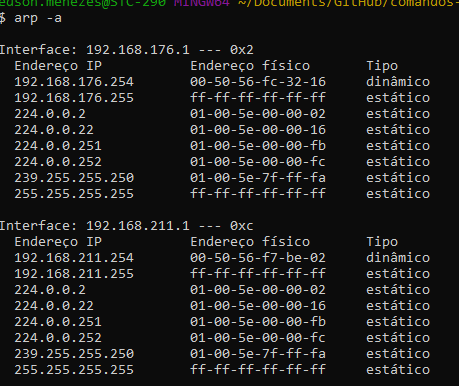 edson.menezes@STC-290 MINGW64 ~/Documents/GitHub/comandos-
$ arp -a
Interface: 192.168.176.1 --- 0x2
Endereço IP Endereço físico Tipo
192.168.176.254 00-50-56-fc-32-16 dinâmico
192.168.176.255 ff-ff-ff-ff-ff-ff estático
224.0.0.2 01-00-5e-00-00-02 estático
224.0.0.22 01-00-5e-00-00-16 estático
224.0.0.251 01-00-5e-00-00-fb estático
224.0.0.252 01-00-5e-00-00-fc estático
239.255.255.250 01-00-5e-7f-ff-fa estático
255.255.255.255 ff-ff-ff-ff-ff-ff estático
Interface: 192.168.211.1 --- 0xc
Endereço IP Endereço físico Tipo
192.168.211.254 00-50-56-f7-be-02 dinâmico
192.168.211.255 ff-ff-ff-ff-ff-ff estático
224.0.0.2 01-00-5e-00-00-02 estático
224.0.0.22 01-00-5e-00-00-16 estático
224.0.0.251 01-00-5e-00-00-fb estático
224.0.0.252 01-00-5e-00-00-fc estático
239.255.255.250 01-00-5e-7f-ff-fa estático
255.255.255.255 ff-ff-ff-ff-ff-ff estático